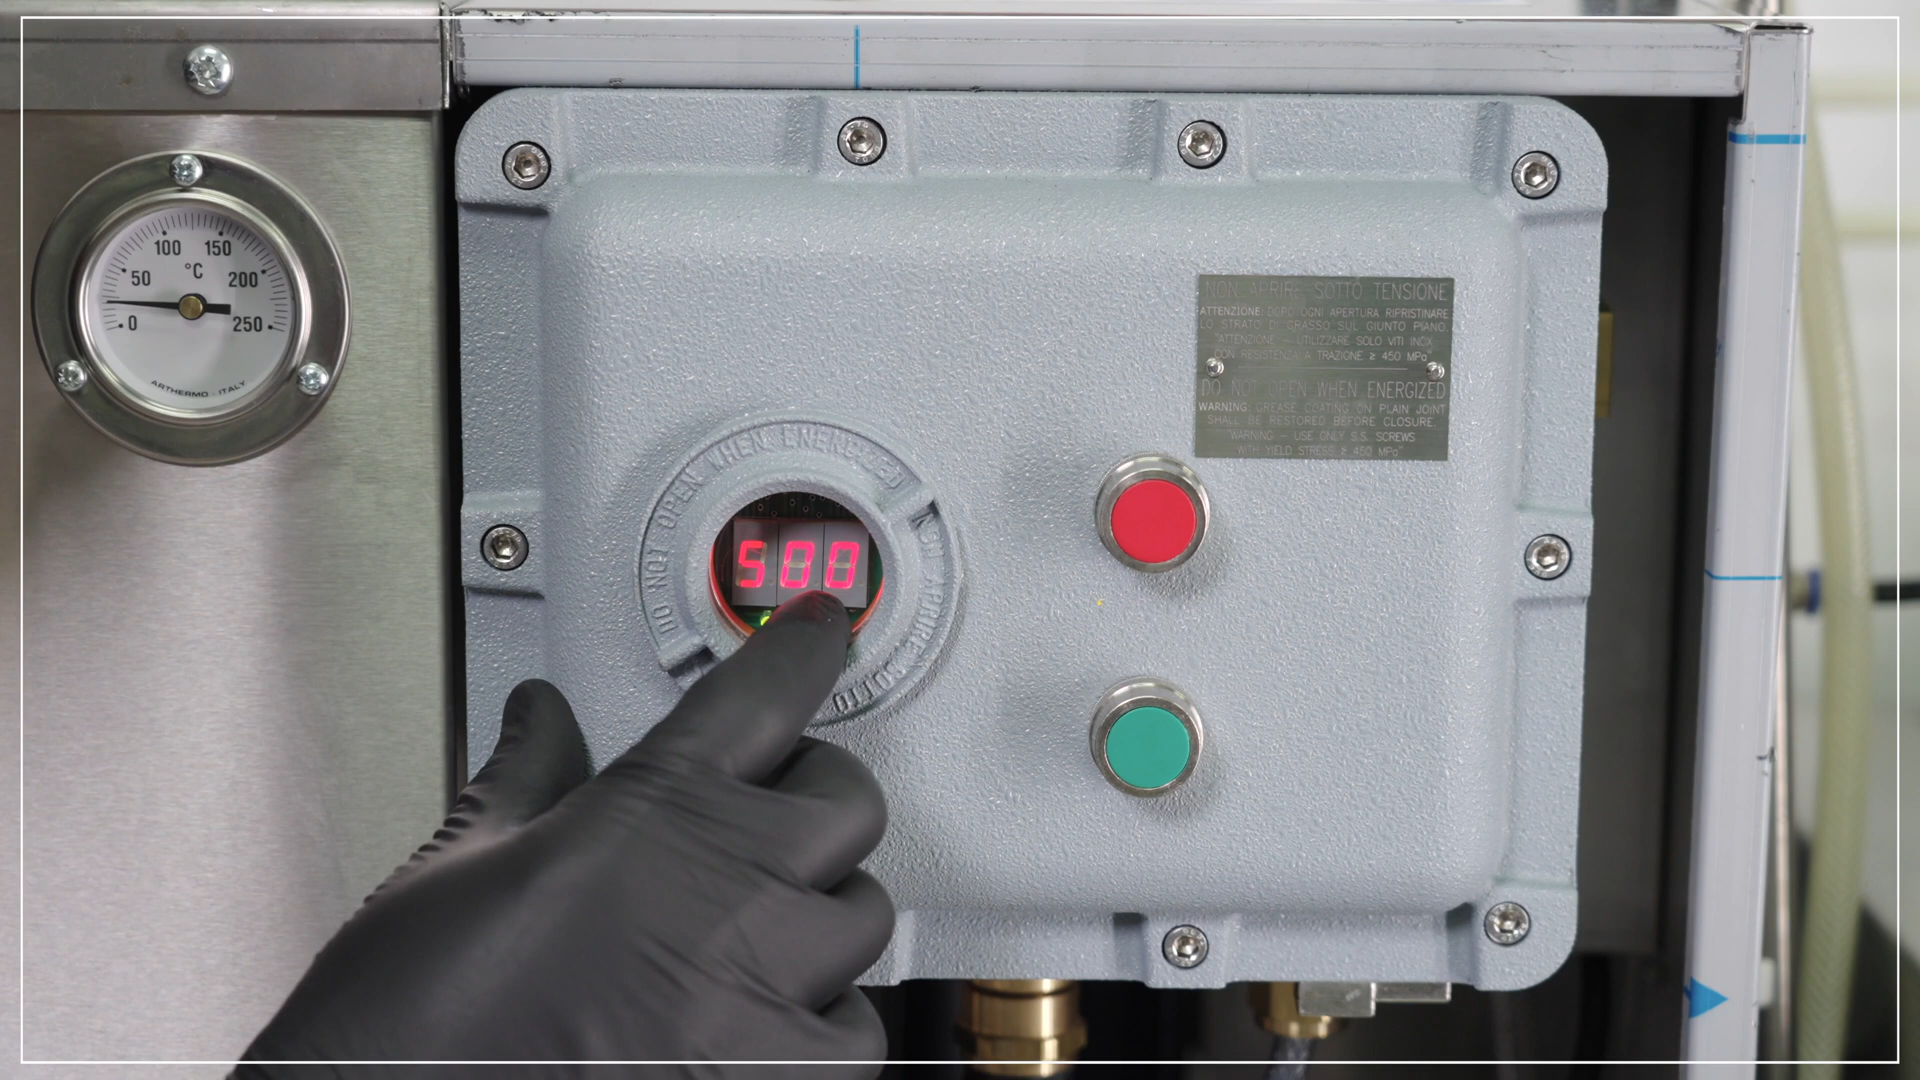 0
50
100
150
200
250
°C
ARTHERMO - ITALY
NON APRIRE SOTTO TENSIONE
ATTENZIONE: DOPO OGNI APERTURA RIPRISTINARE
LO STRATO DI GRASSO SUL GIUNTO PIANO.
"ATTENZIONE – UTILIZZARE SOLO VITI INOX
CON RESISTENZA A TRAZIONE ≥ 450 MPa"
DO NOT OPEN WHEN ENERGIZED
WARNING: GREASE COATING ON PLAIN JOINT
SHALL BE RESTORED BEFORE CLOSURE.
"WARNING – USE ONLY S.S. SCREWS
WITH YIELD STRESS ≥ 450 MPa"
DO NOT OPEN WHEN ENERGIZED
NON APRIRE SOTTO
500